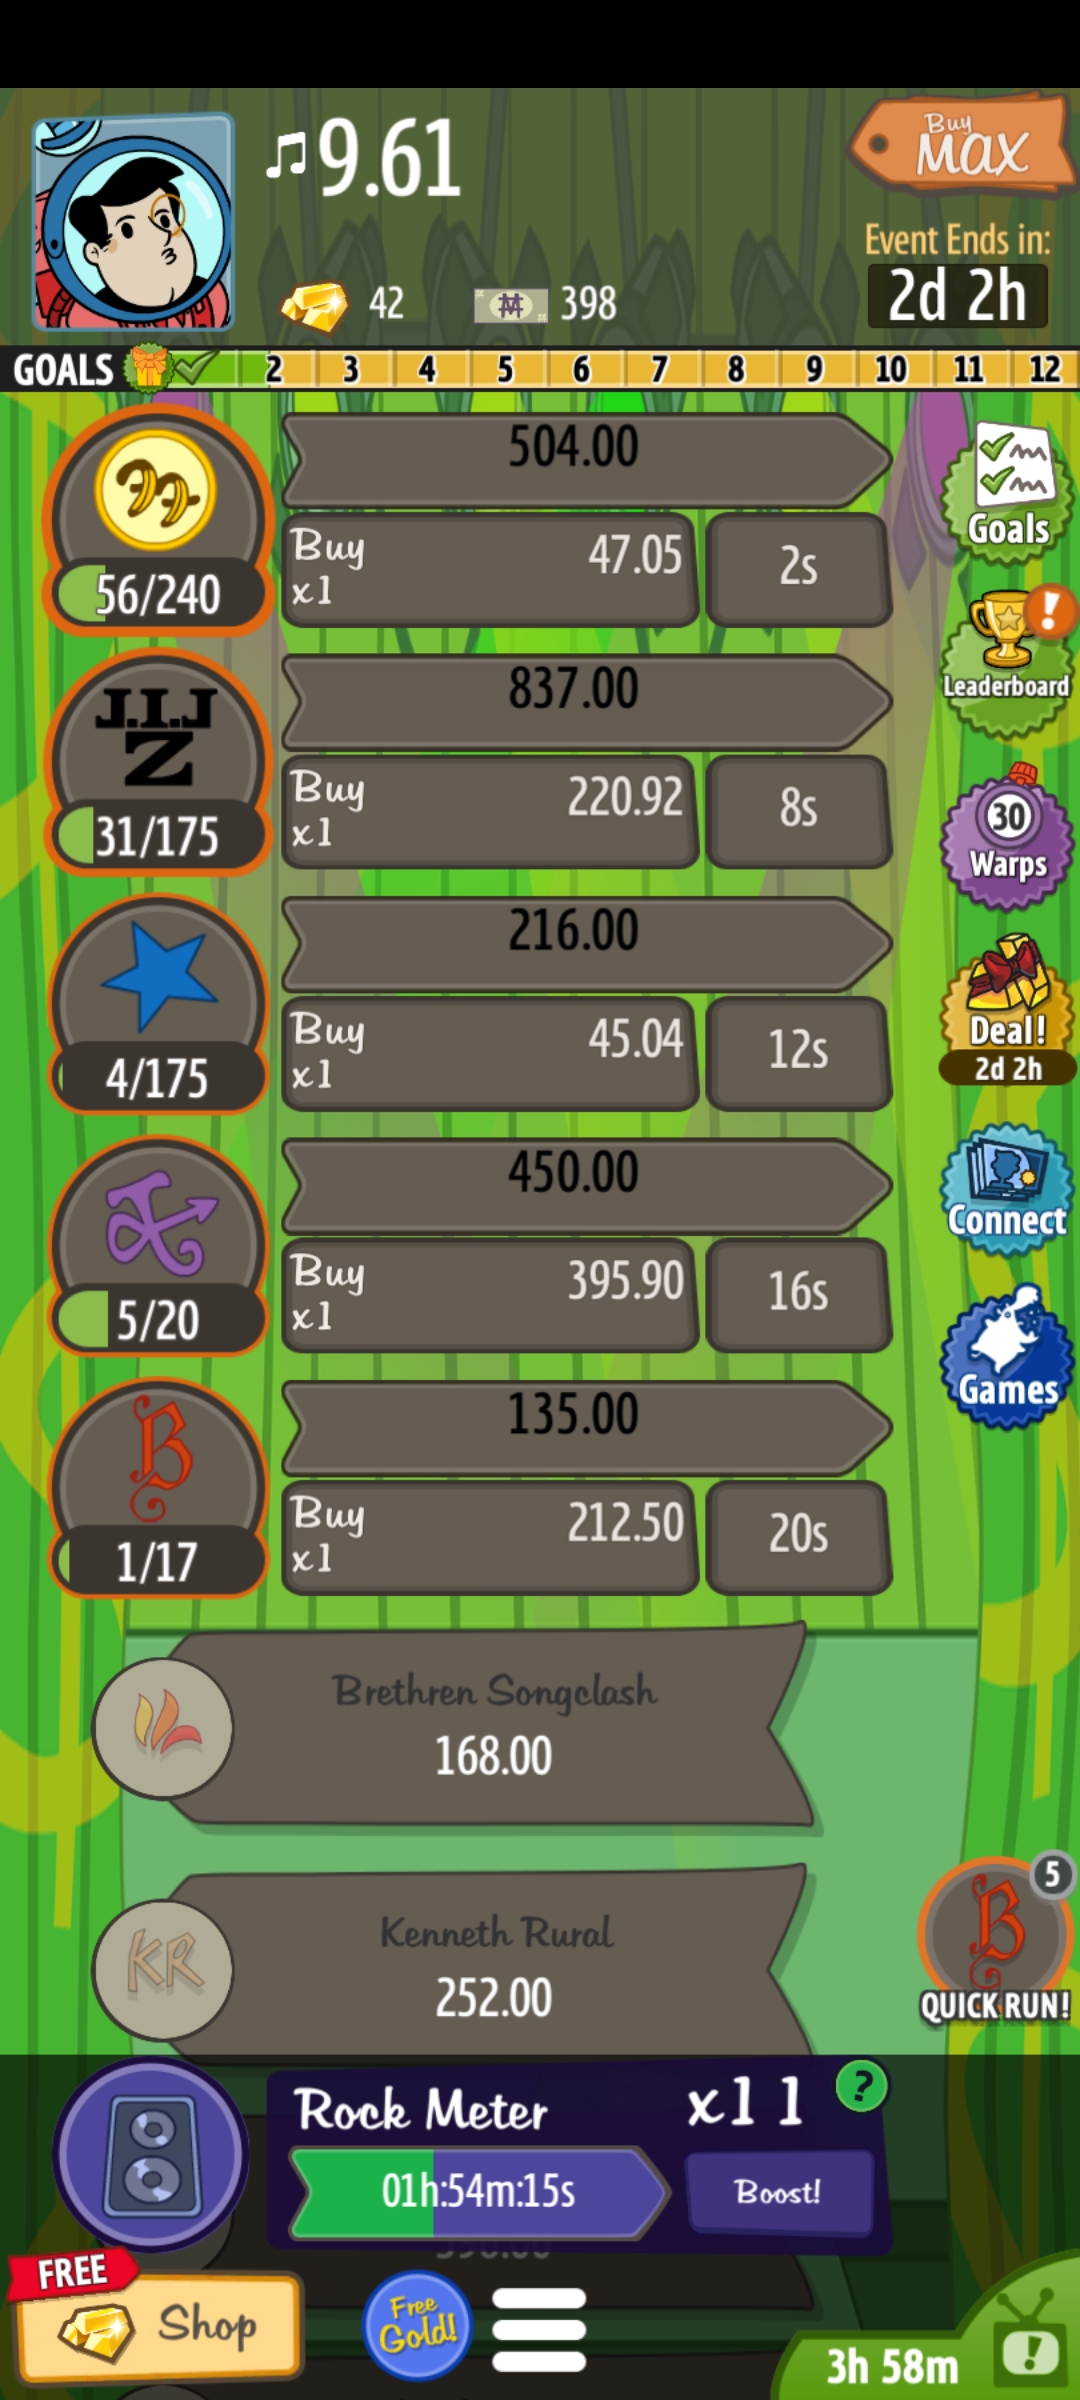 9.61
Buy
MAX
Event Ends in:
2d 2h
42
398
GOALS 2 3 4 5 6 7 8 9 10 11 12
504.00
Buy
x1
47.05
2s
56/240
Goals
J.I.J
Z
837.00
Buy
x1
220.92
8s
31/175
Leaderboard
30
Warps
216.00
Buy
x1
45.04
12s
4/175
Deal!
2d 2h
450.00
Buy
x1
395.90
16s
5/20
Connect
Games
B
135.00
Buy
x1
212.50
20s
1/17
Brethren Songclash
168.00
KR
Kenneth Rural
252.00
5
B
QUICK RUN!
Rock Meter
x11
?
01h:54m:15s
Boost!
FREE
Shop
Free
Gold!
3h 58m